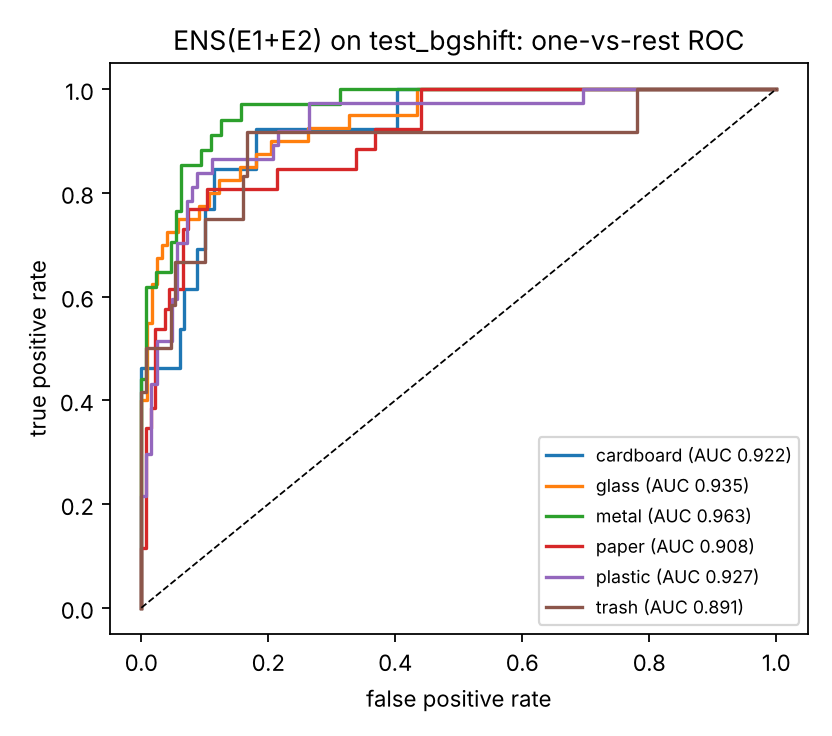 ENS(E1+E2) on test_bgshift: one-vs-rest ROC
1.0
0.8
0.6
0.4
0.2
0.0
true positive rate
cardboard (AUC 0.922)
glass (AUC 0.935)
metal (AUC 0.963)
paper (AUC 0.908)
plastic (AUC 0.927)
trash (AUC 0.891)
0.0 0.2 0.4 0.6 0.8 1.0
false positive rate